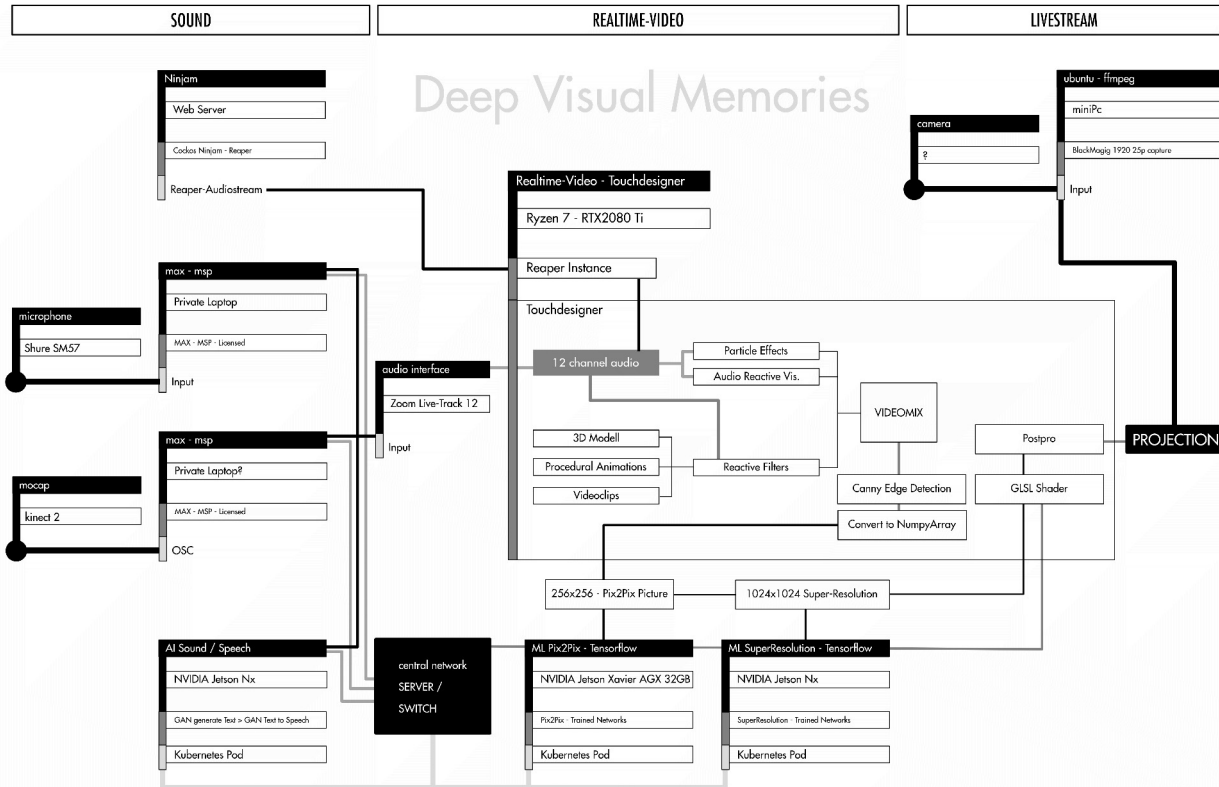 SOUND
REALTIME-VIDEO
LIVESTREAM
Deep Visual Memories
Ninjam
Web Server
Cockos Ninjam - Reaper
Reaper-Audiostream
max - msp
Private Laptop
MAX - MSP - Licensed
Input
microphone
Shure SM57
max - msp
Private Laptop?
MAX - MSP - Licensed
OSC
mocap
kinect 2
AI Sound / Speech
NVIDIA Jetson Nx
GAN generate Text > GAN Text to Speech
Kubernetes Pod
audio interface
Zoom Live-Track 12
Input
central network
SERVER /
SWITCH
Realtime-Video - Touchdesigner
Ryzen 7 - RTX2080 Ti
Reaper Instance
Touchdesigner
12 channel audio
Particle Effects
Audio Reactive Vis.
3D Modell
Procedural Animations
Videoclips
Reactive Filters
VIDEOMIX
Canny Edge Detection
Convert to NumpyArray
Postpro
GLSL Shader
256x256 - Pix2Pix Picture
1024x1024 Super-Resolution
ML Pix2Pix - Tensorflow
NVIDIA Jetson Xavier AGX 32GB
Pix2Pix - Trained Networks
Kubernetes Pod
ML SuperResolution - Tensorflow
NVIDIA Jetson Nx
SuperResolution - Trained Networks
Kubernetes Pod
camera
?
ubuntu - ffmpeg
miniPc
BlackMagig 1920 25p capture
Input
PROJECTION